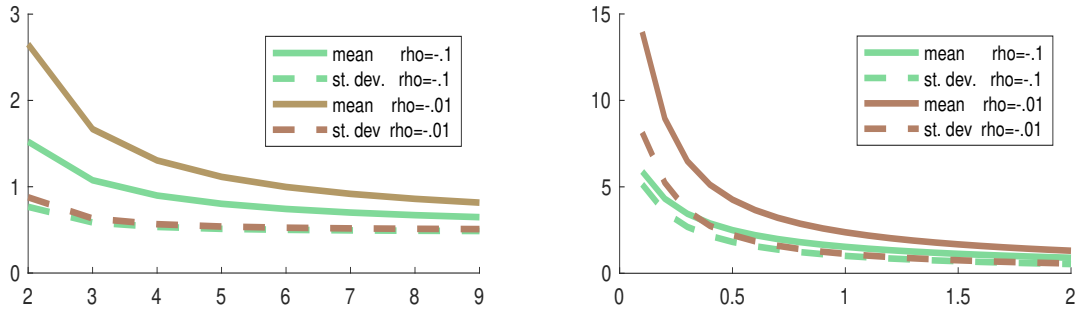 3
2
1
0
2 3 4 5 6 7 8 9
mean rho=-.1
st. dev. rho=-.1
mean rho=-.01
st. dev rho=-.01
15
10
5
0
0 0.5 1 1.5 2
mean rho=-.1
st. dev. rho=-.1
mean rho=-.01
st. dev rho=-.01